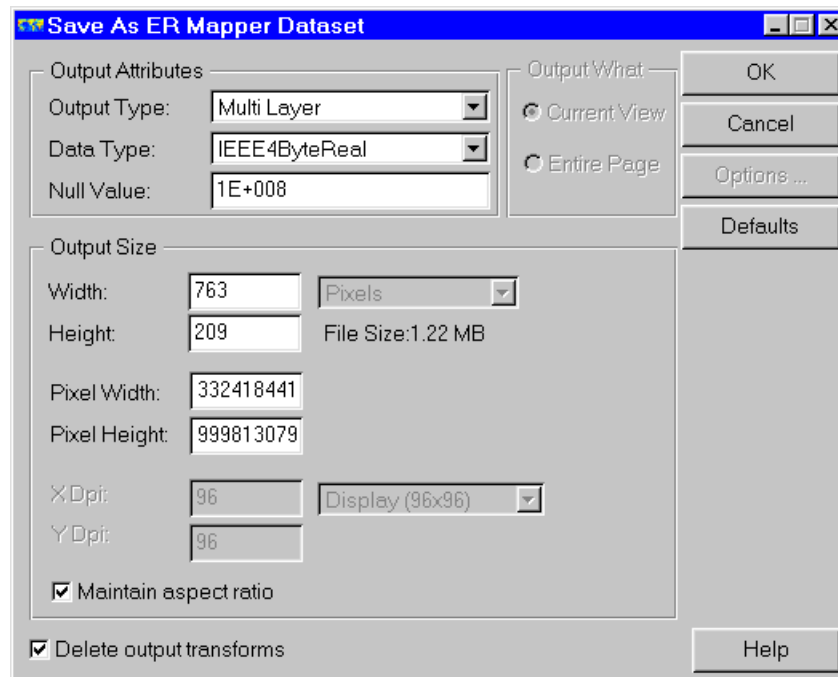 Save As ER Mapper Dataset
Output Attributes
Output Type: Multi Layer
Data Type: IEEE4ByteReal
Null Value: 1E+008
Output What
Current View
Entire Page
OK
Cancel
Options ...
Defaults
Output Size
Width: 763 Pixels
Height: 209 File Size:1.22 MB
Pixel Width: 332418441
Pixel Height: 999813079
X Dpi: 96 Display (96x96)
Y Dpi: 96
Maintain aspect ratio
Delete output transforms
Help